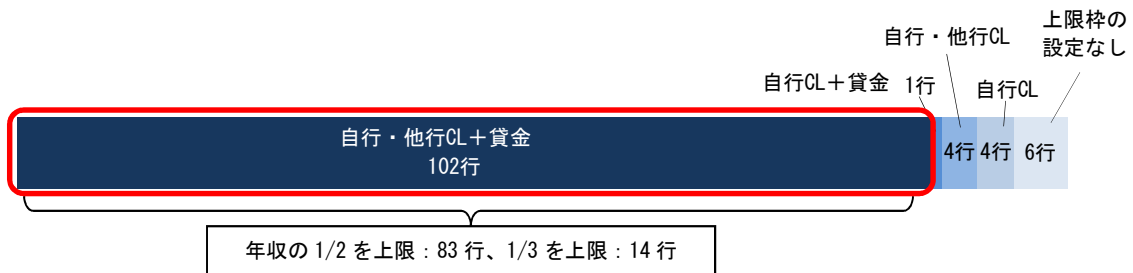 上限枠の
設定なし
自行・他行CL
自行CL＋貸金 1行
自行CL
自行・他行CL＋貸金
102行
4行
4行
6行
年収の 1/2 を上限：83 行、1/3 を上限：14 行